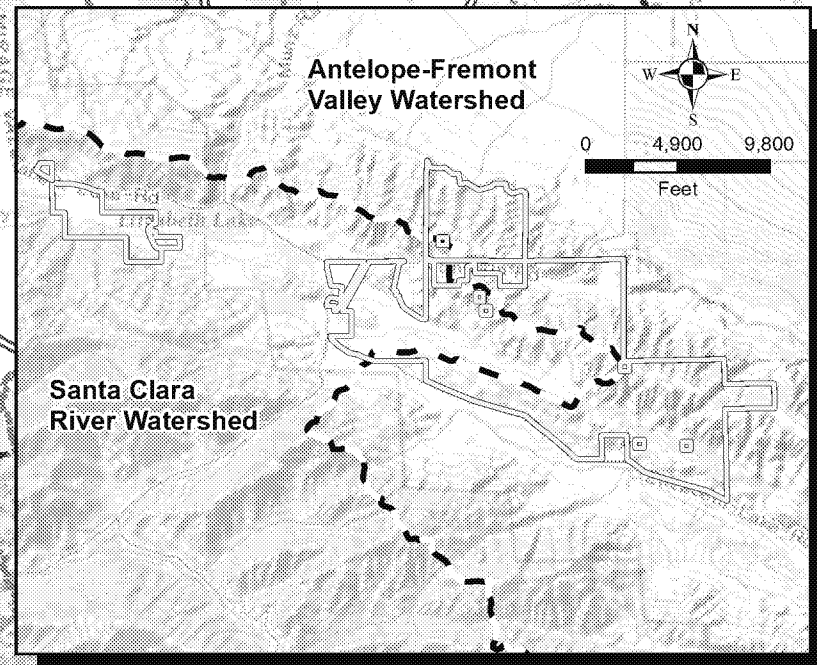 Antelope-Fremont
Valley Watershed
N
W
E
S
0
4,900
9,800
Feet
Elizabeth Lake
Santa Clara
River Watershed